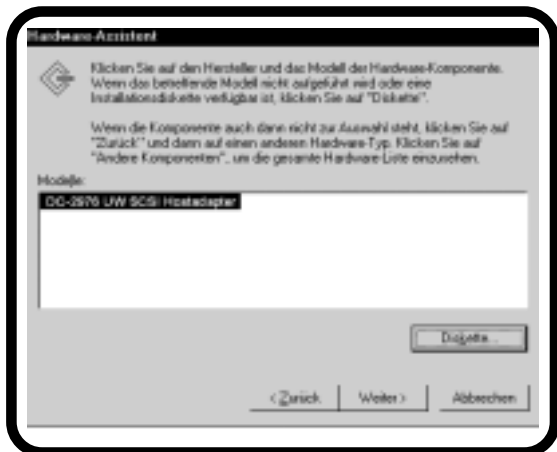 Hardware-Assistent
Klicken Sie auf den Hersteller und das Modell der Hardware-Komponente.
Wenn das betreffende Modell nicht aufgeführt wird oder eine
Installationsdiskette verfügbar ist, klicken Sie auf "Diskette".
Wenn die Komponente auch dann nicht zur Auswahl steht, klicken Sie auf
"Zurück" und dann auf einen anderen Hardware-Typ. Klicken Sie auf
"Andere Komponenten", um die gesamte Hardware-Liste einzusehen.
Modelle:
DC-2976 UW SCSI Hostadapter
Diskette...
< Zurück
Weiter >
Abbrechen